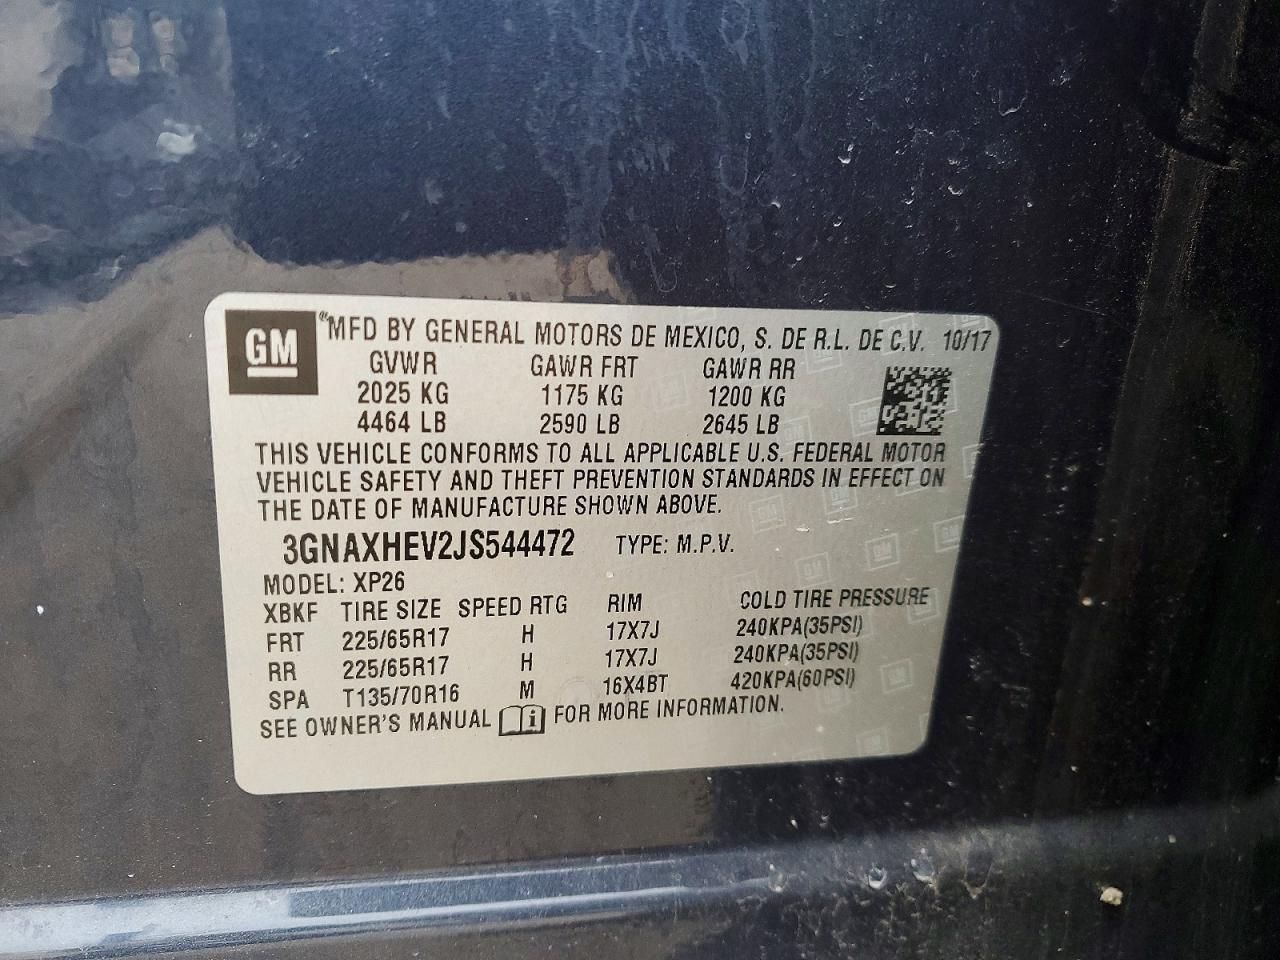 GM
®MFD BY GENERAL MOTORS DE MEXICO, S. DE R.L. DE C.V. 10/17
GVWR GAWR FRT GAWR RR
2025 KG 1175 KG 1200 KG
4464 LB 2590 LB 2645 LB
THIS VEHICLE CONFORMS TO ALL APPLICABLE U.S. FEDERAL MOTOR
VEHICLE SAFETY AND THEFT PREVENTION STANDARDS IN EFFECT ON
THE DATE OF MANUFACTURE SHOWN ABOVE.
3GNAXHEV2JS544472 TYPE: M.P.V.
MODEL: XP26
XBKF TIRE SIZE SPEED RTG RIM COLD TIRE PRESSURE
FRT 225/65R17 H 17X7J 240KPA(35PSI)
RR 225/65R17 H 17X7J 240KPA(35PSI)
SPA T135/70R16 M 16X4BT 420KPA(60PSI)
SEE OWNER'S MANUAL i FOR MORE INFORMATION.